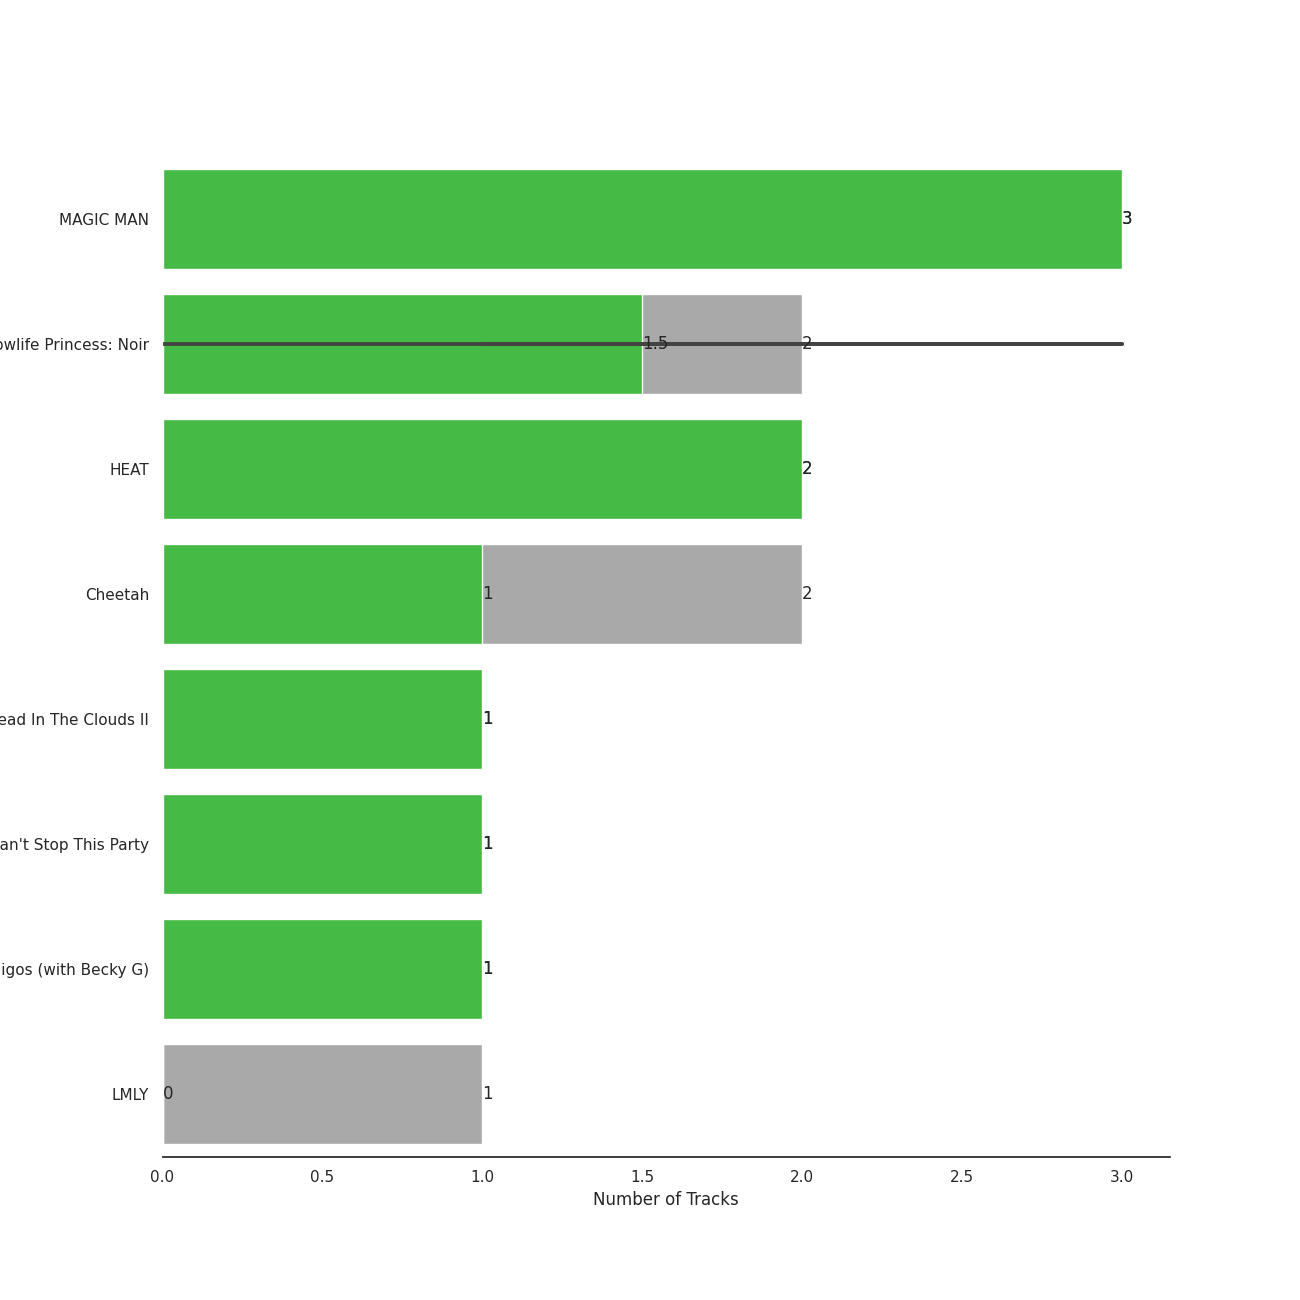 MAGIC MAN 3
owlife Princess: Noir 1.5 2
HEAT 2
Cheetah 1 2
ead In The Clouds II 1
an't Stop This Party 1
igos (with Becky G) 1
LMLY 0 1
0.0 0.5 1.0 1.5 2.0 2.5 3.0
Number of Tracks